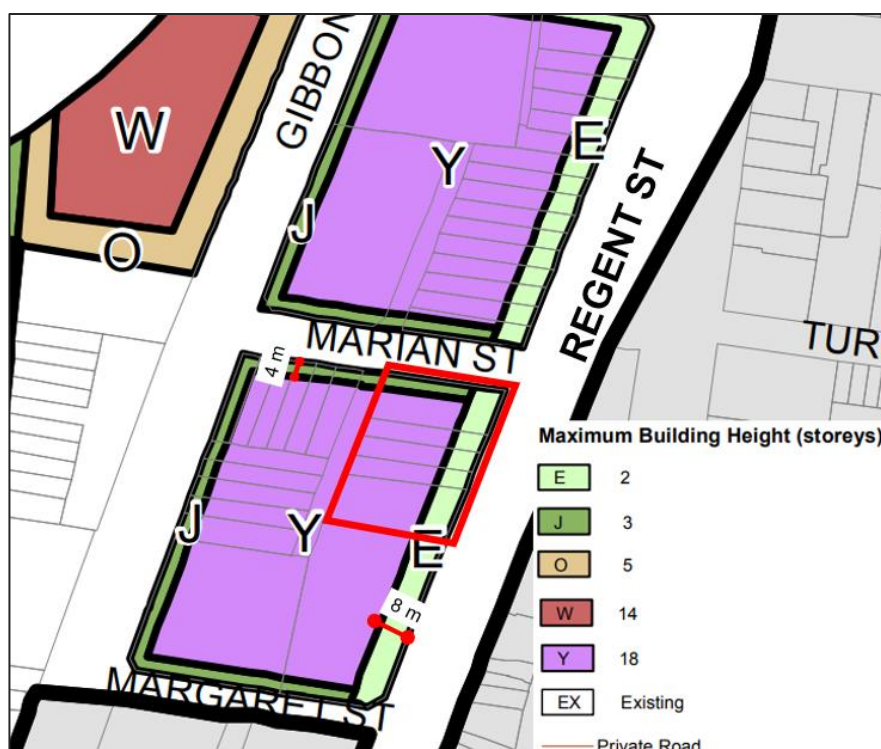 GIBBON
W
Y
E
J
O
REGENT ST
MARIAN ST
TUR
4 m
J
Y
E
8 m
MARGARET ST
Maximum Building Height (storeys)
E 2
J 3
O 5
W 14
Y 18
EX Existing
Private Road